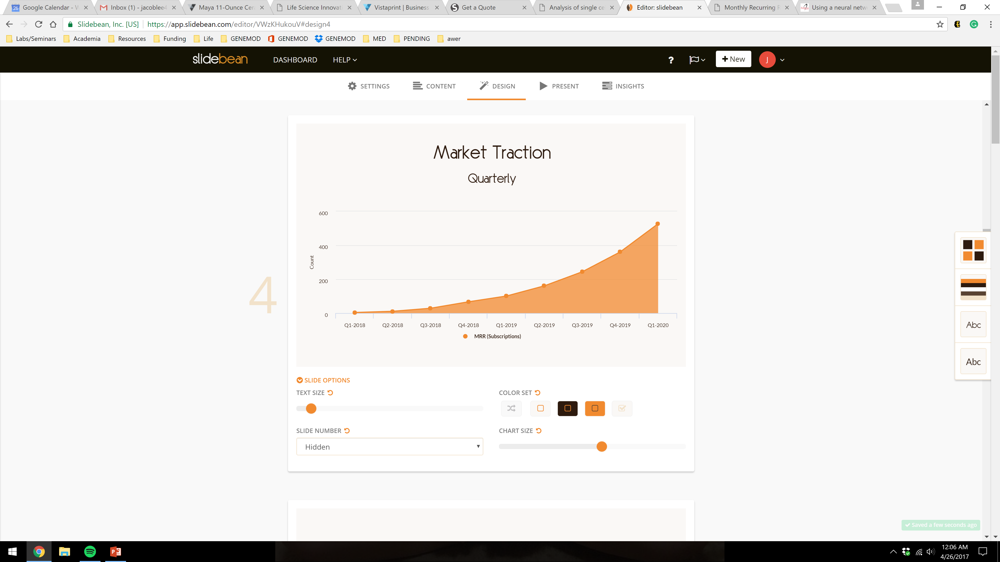 26 Google Calendar - W
Inbox (1) - jacoblee4
Maya 11-Ounce Cer
Life Science Innovat
Vistaprint | Business
S Get a Quote
Analysis of single ce
Editor: slidebean
Monthly Recurring R
Using a neural netw
Slidebean, Inc. [US] https://app.slidebean.com/editor/VWzKHukouV#design4
Labs/Seminars Academia Resources Funding Life GENEMOD GENEMOD GENEMOD MED PENDING awer
slidebean DASHBOARD HELP ? + New J
SETTINGS CONTENT DESIGN PRESENT INSIGHTS
Market Traction
Quarterly
600
400
200
0
Count
Q1-2018 Q2-2018 Q3-2018 Q4-2018 Q1-2019 Q2-2019 Q3-2019 Q4-2019 Q1-2020
MRR (Subscriptions)
4
Abc
Abc
SLIDE OPTIONS
TEXT SIZE COLOR SET
SLIDE NUMBER CHART SIZE
Hidden
Saved a few seconds ago
12:06 AM
4/26/2017